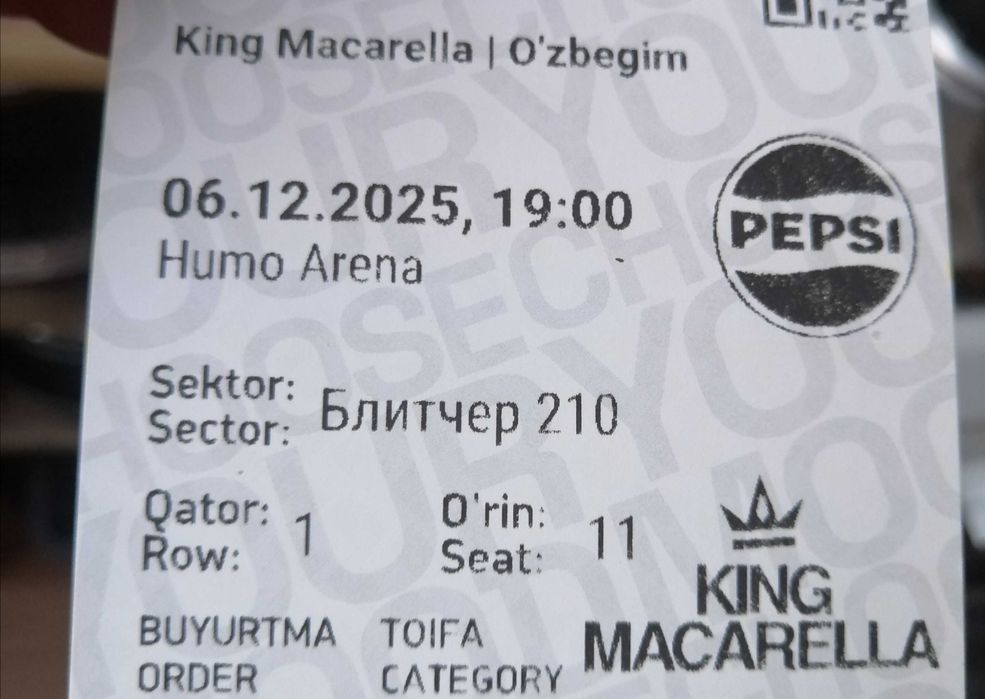 King Macarella | O'zbegim
06.12.2025, 19:00
Humo Arena
PEPSI
Sektor:
Sector:
Блитчер 210
Qator:
Row:
1
O'rin:
Seat:
11
KING
MACARELLA
BUYURTMA
ORDER
TOIFA
CATEGORY